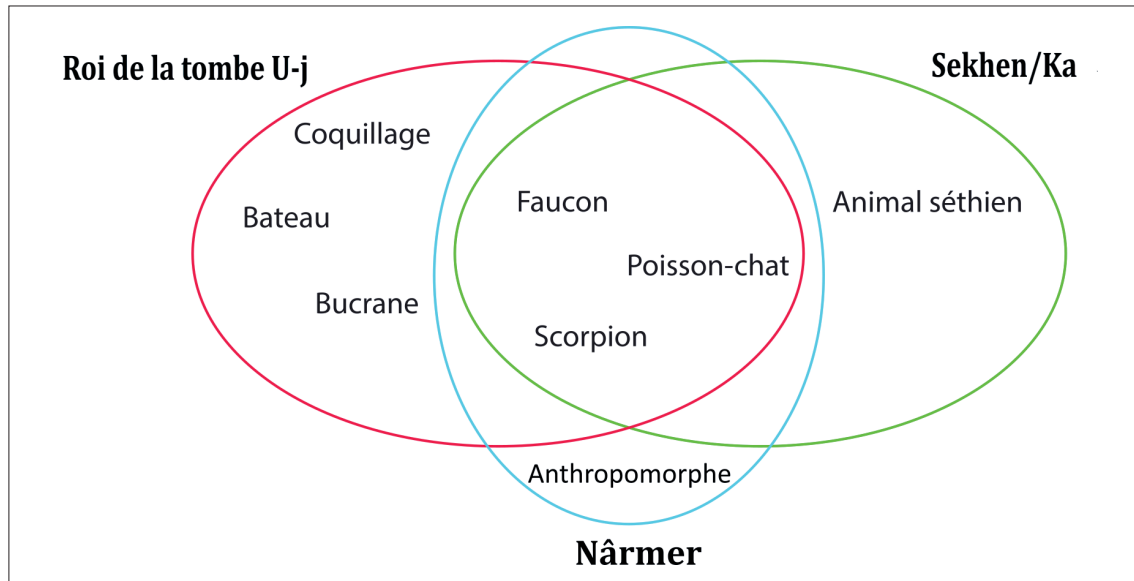 Roi de la tombe U-j
Sekhen/Ka
Coquillage
Bateau
Faucon
Animal séthien
Poisson-chat
Bucrane
Scorpion
Anthropomorphe
Nârmer